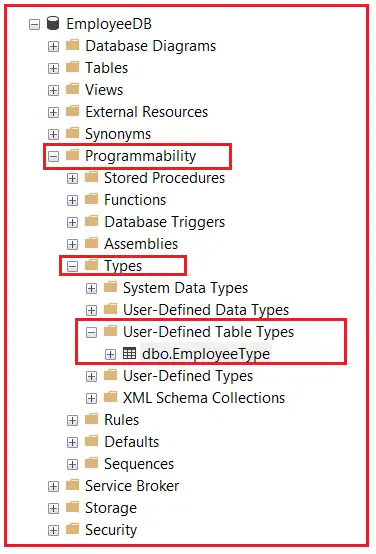 EmployeeDB
Database Diagrams
Tables
Views
External Resources
Synonyms
Programmability
Stored Procedures
Functions
Database Triggers
Assemblies
Types
System Data Types
User-Defined Data Types
User-Defined Table Types
dbo.EmployeeType
User-Defined Types
XML Schema Collections
Rules
Defaults
Sequences
Service Broker
Storage
Security